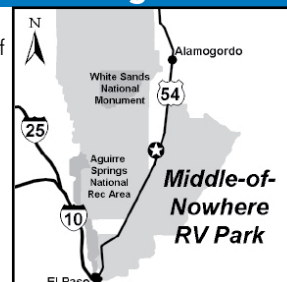 of
N
Alamogordo
White Sands
National
Monument
54
25
Aguirre
Springs
National
Rec Area
Middle-of-
Nowhere
RV Park
10
El Paso